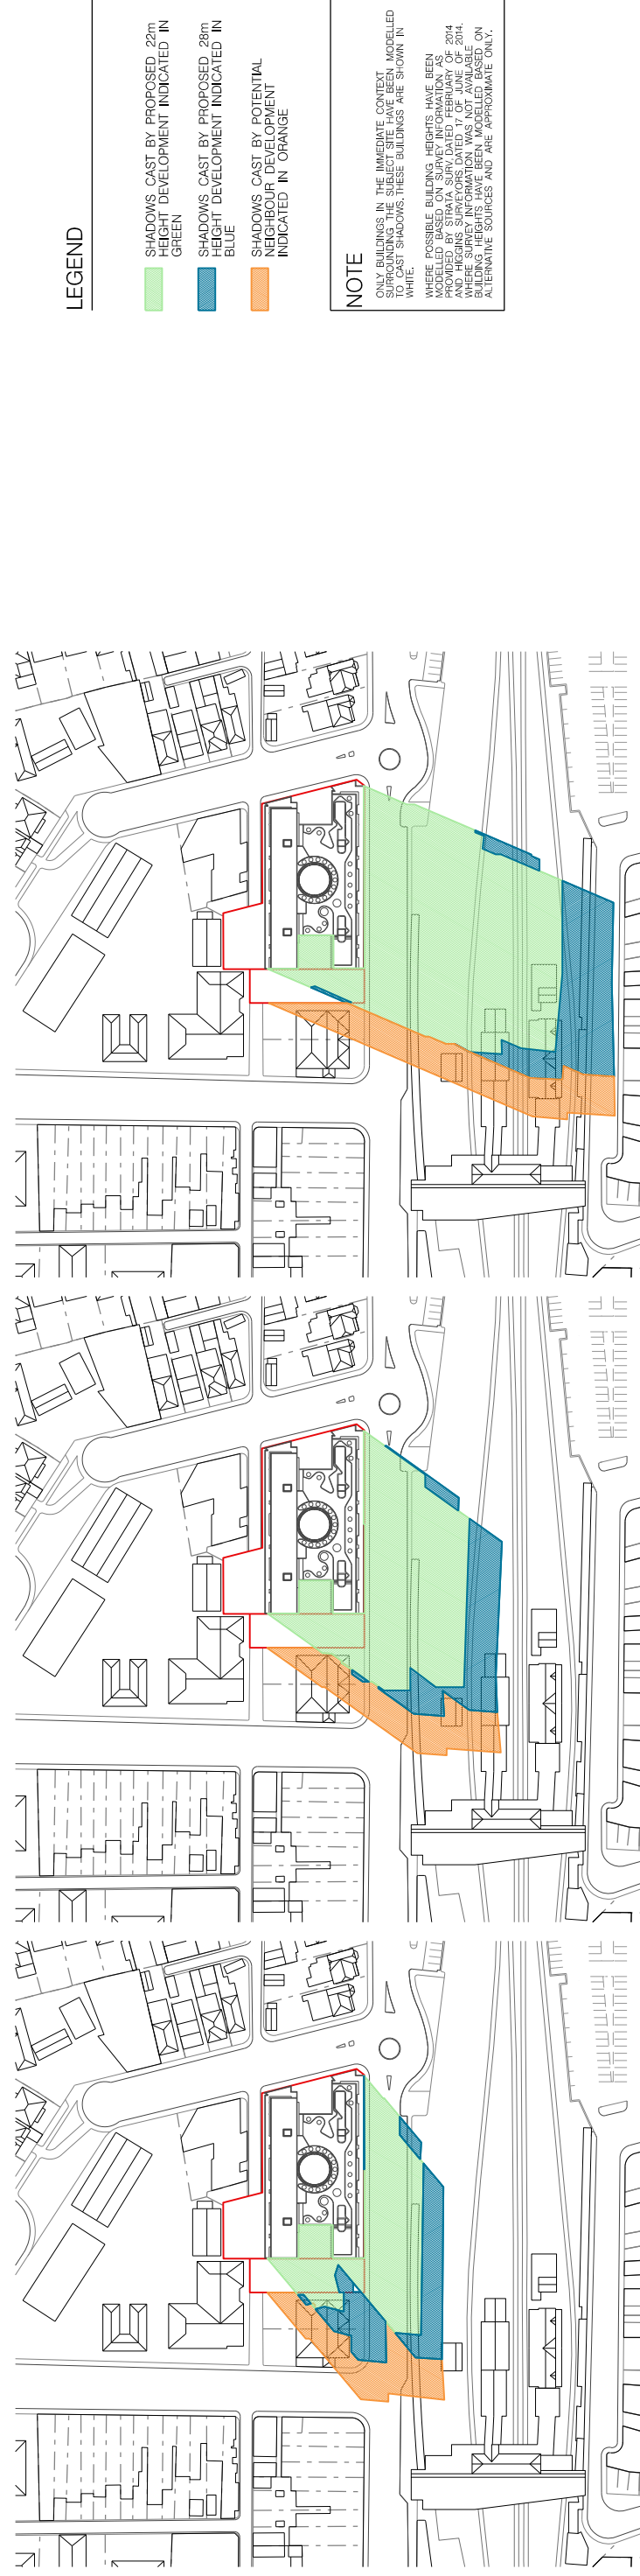 LEGEND
SHADOWS CAST BY PROPOSED 22m
HEIGHT DEVELOPMENT INDICATED IN
GREEN
SHADOWS CAST BY PROPOSED 28m
HEIGHT DEVELOPMENT INDICATED IN
BLUE
SHADOWS CAST BY POTENTIAL
NEIGHBOUR DEVELOPMENT
INDICATED IN ORANGE
NOTE
ONLY BUILDINGS IN THE IMMEDIATE CONTEXT
SURROUNDING THE SUBJECT SITE HAVE BEEN MODELLED
TO CAST SHADOWS. THESE BUILDINGS ARE SHOWN IN
WHITE.
WHERE POSSIBLE BUILDING HEIGHTS HAVE BEEN
MODELLED BASED ON SURVEY INFORMATION AS
PROVIDED BY STRATA SURV, DATED FEBRUARY OF 2014
AND HIGGINS SURVEYORS, DATED 17 OF JUNE OF 2014.
WHERE SURVEY INFORMATION WAS NOT AVAILABLE
BUILDING HEIGHTS HAVE BEEN MODELLED BASED ON
ALTERNATIVE SOURCES AND ARE APPROXIMATE ONLY.